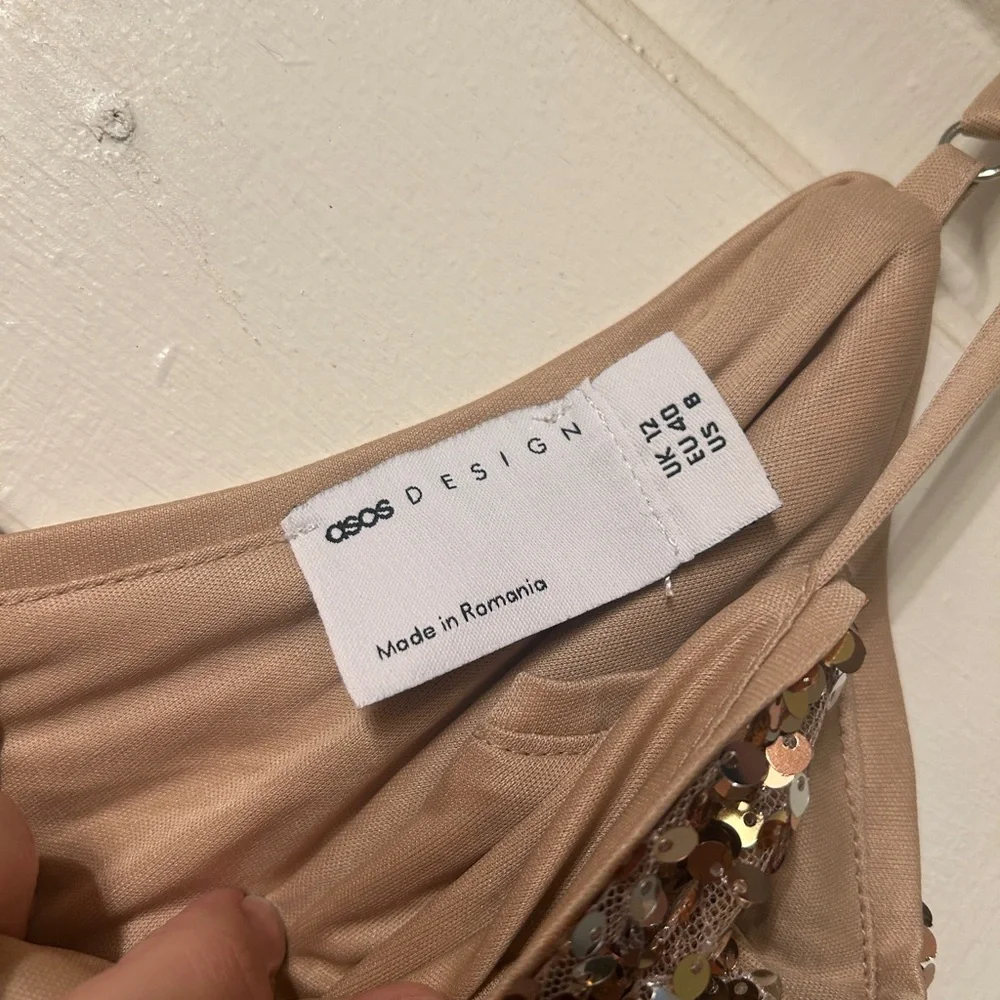 asos DESIGN
Made in Romania
UK 12
EU 40
US 8